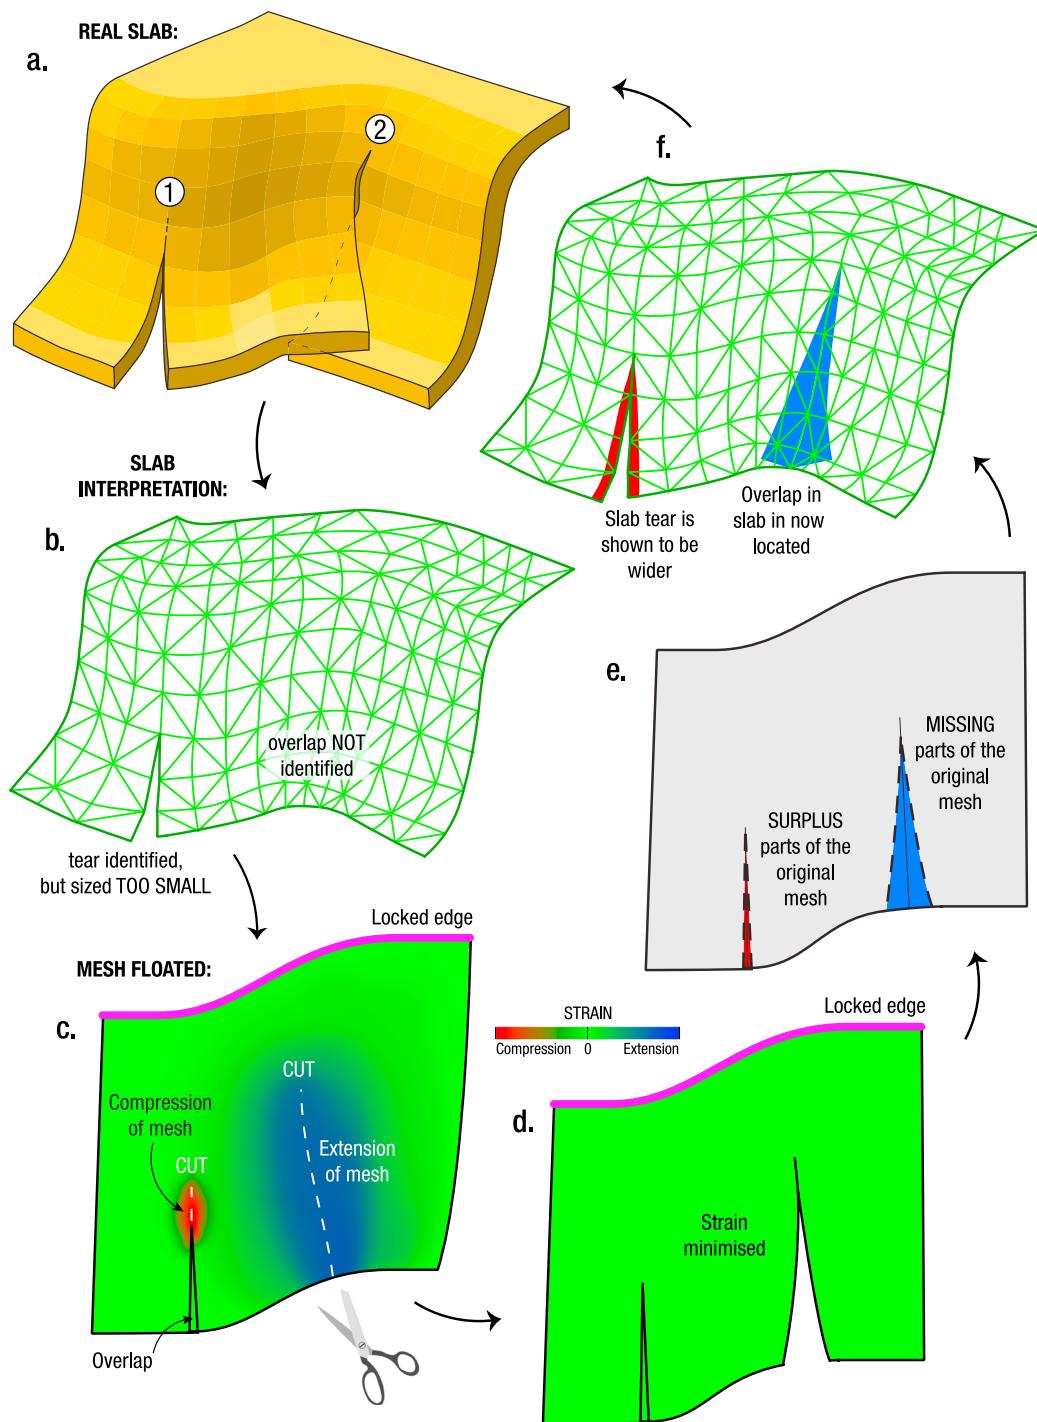 REAL SLAB:
a.
1
2
f.
SLAB
INTERPRETATION:
b.
overlap NOT
identified
tear identified,
but sized TOO SMALL
Slab tear is
shown to be
wider
Overlap in
slab in now
located
e.
MISSING
parts of the
original
mesh
SURPLUS
parts of the
original
mesh
MESH FLOATED:
Locked edge
c.
CUT
Compression
of mesh
CUT
Extension
of mesh
Overlap
STRAIN
Compression 0 Extension
Locked edge
d.
Strain
minimised